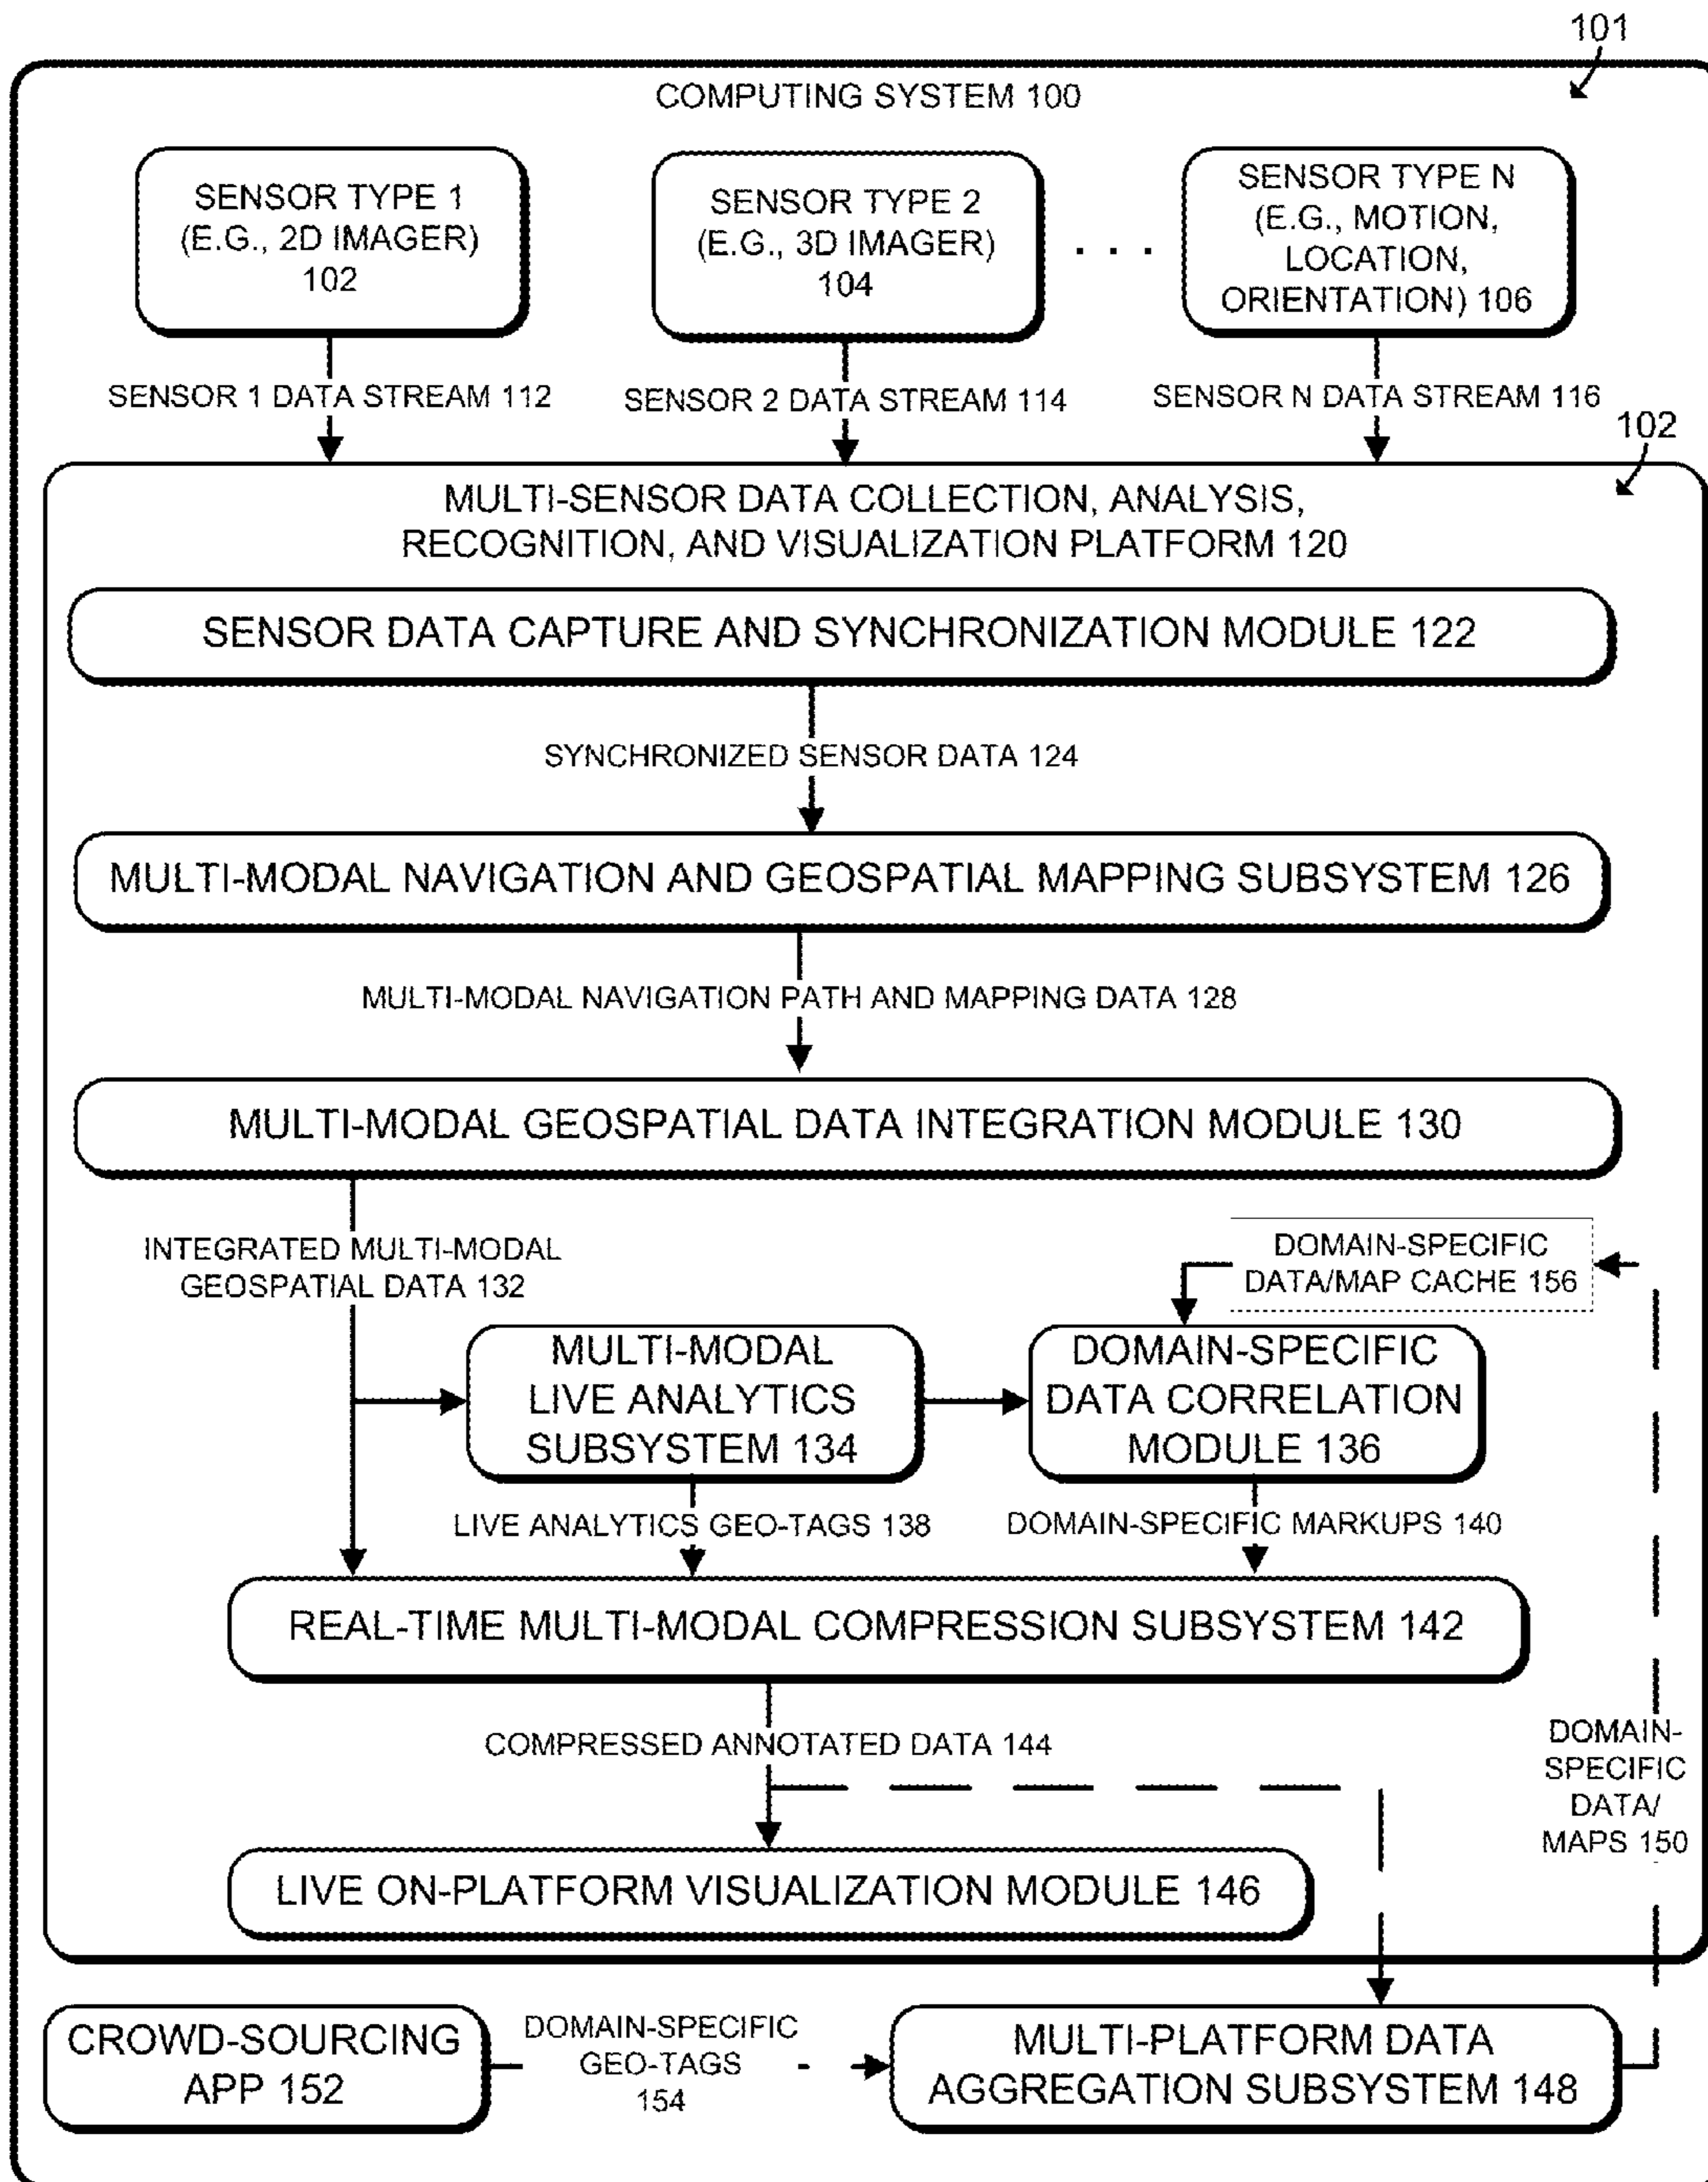 101
COMPUTING SYSTEM 100
SENSOR TYPE 1
(E.G., 2D IMAGER)
102
SENSOR TYPE 2
(E.G., 3D IMAGER)
104
. . .
SENSOR TYPE N
(E.G., MOTION,
LOCATION,
ORIENTATION) 106
SENSOR 1 DATA STREAM 112
SENSOR 2 DATA STREAM 114
SENSOR N DATA STREAM 116
102
MULTI-SENSOR DATA COLLECTION, ANALYSIS,
RECOGNITION, AND VISUALIZATION PLATFORM 120
SENSOR DATA CAPTURE AND SYNCHRONIZATION MODULE 122
SYNCHRONIZED SENSOR DATA 124
MULTI-MODAL NAVIGATION AND GEOSPATIAL MAPPING SUBSYSTEM 126
MULTI-MODAL NAVIGATION PATH AND MAPPING DATA 128
MULTI-MODAL GEOSPATIAL DATA INTEGRATION MODULE 130
INTEGRATED MULTI-MODAL
GEOSPATIAL DATA 132
DOMAIN-SPECIFIC
DATA/MAP CACHE 156
MULTI-MODAL
LIVE ANALYTICS
SUBSYSTEM 134
DOMAIN-SPECIFIC
DATA CORRELATION
MODULE 136
LIVE ANALYTICS GEO-TAGS 138
DOMAIN-SPECIFIC MARKUPS 140
REAL-TIME MULTI-MODAL COMPRESSION SUBSYSTEM 142
COMPRESSED ANNOTATED DATA 144
DOMAIN-
SPECIFIC
DATA/
MAPS 150
LIVE ON-PLATFORM VISUALIZATION MODULE 146
CROWD-SOURCING
APP 152
DOMAIN-SPECIFIC
GEO-TAGS
154
MULTI-PLATFORM DATA
AGGREGATION SUBSYSTEM 148